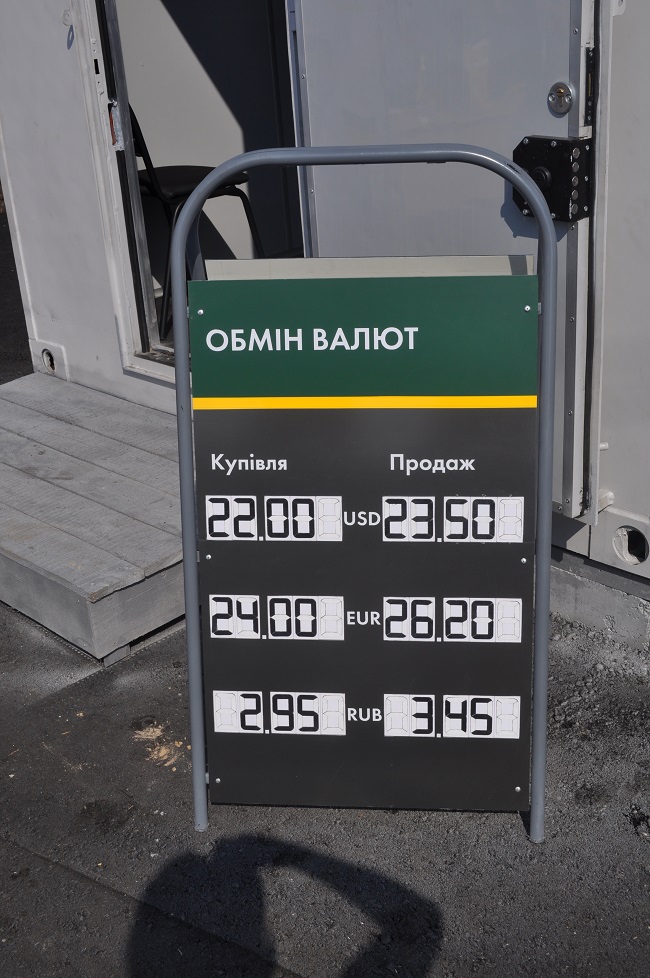 ОБМІН ВАЛЮТ
Купівля Продаж
22.00 USD 23.50
24.00 EUR 26.20
2.95 RUB 3.45